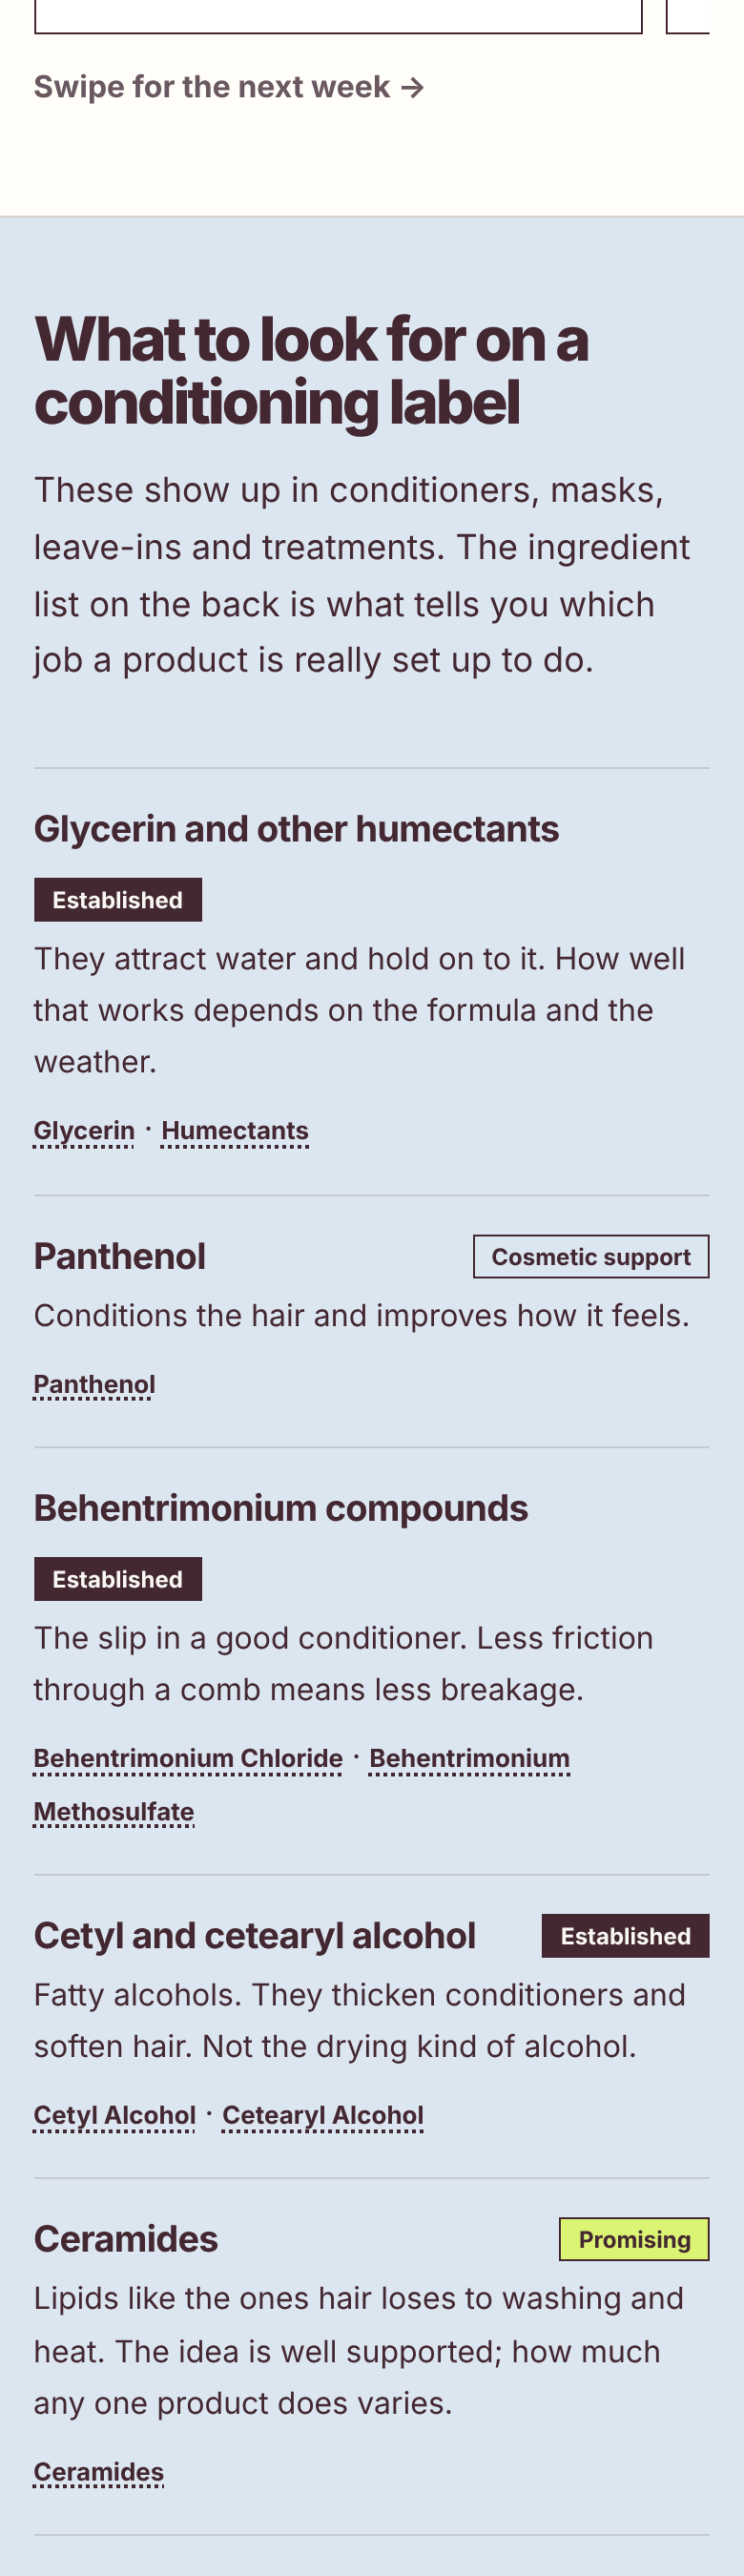 Swipe for the next week →
What to look for on a
conditioning label
These show up in conditioners, masks,
leave-ins and treatments. The ingredient
list on the back is what tells you which
job a product is really set up to do.
Glycerin and other humectants
Established
They attract water and hold on to it. How well
that works depends on the formula and the
weather.
Glycerin · Humectants
Panthenol
Cosmetic support
Conditions the hair and improves how it feels.
Panthenol
Behentrimonium compounds
Established
The slip in a good conditioner. Less friction
through a comb means less breakage.
Behentrimonium Chloride · Behentrimonium
Methosulfate
Cetyl and cetearyl alcohol
Established
Fatty alcohols. They thicken conditioners and
soften hair. Not the drying kind of alcohol.
Cetyl Alcohol · Cetearyl Alcohol
Ceramides
Promising
Lipids like the ones hair loses to washing and
heat. The idea is well supported; how much
any one product does varies.
Ceramides